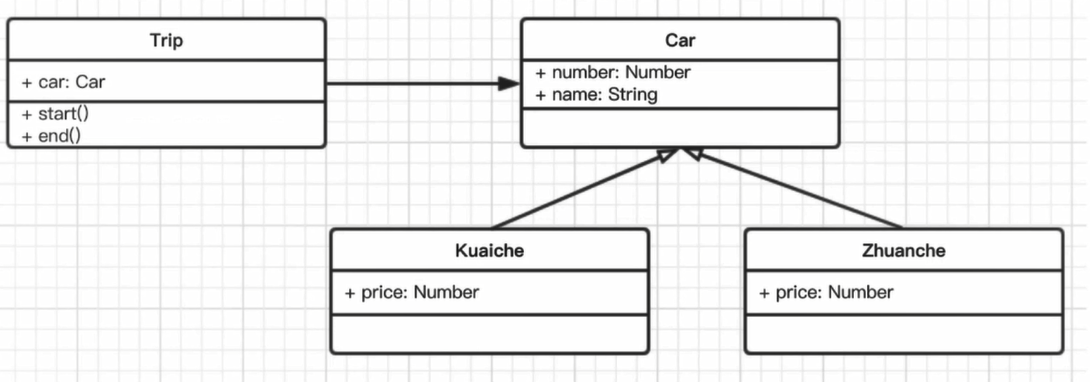 Trip
+ car: Car
+ start()
+ end()
Car
+ number: Number
+ name: String
Kuaiche
+ price: Number
Zhuanche
+ price: Number